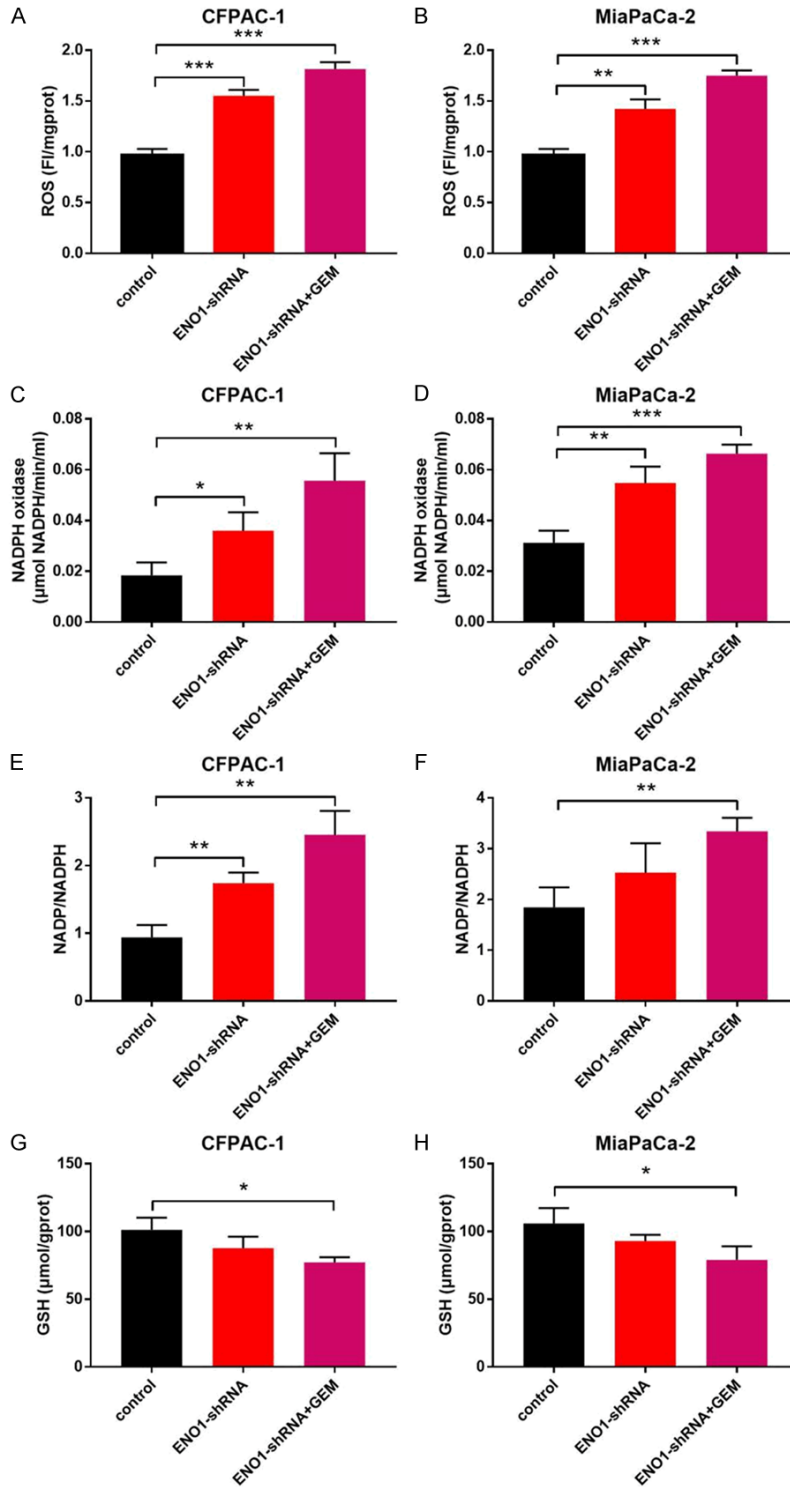 A
CFPAC-1
ROS (FI/mgprot)
2.0
1.5
1.0
0.5
0.0
***
***
control
ENO1-shRNA
ENO1-shRNA+GEM
B
MiaPaCa-2
ROS (FI/mgprot)
2.0
1.5
1.0
0.5
0.0
***
**
control
ENO1-shRNA
ENO1-shRNA+GEM
C
CFPAC-1
NADPH oxidase
(μmol NADPH/min/ml)
0.08
0.06
0.04
0.02
0.00
**
*
control
ENO1-shRNA
ENO1-shRNA+GEM
D
MiaPaCa-2
NADPH oxidase
(μmol NADPH/min/ml)
0.08
0.06
0.04
0.02
0.00
***
**
control
ENO1-shRNA
ENO1-shRNA+GEM
E
CFPAC-1
NADP/NADPH
3
2
1
0
**
**
control
ENO1-shRNA
ENO1-shRNA+GEM
F
MiaPaCa-2
NADP/NADPH
4
3
2
1
0
**
control
ENO1-shRNA
ENO1-shRNA+GEM
G
CFPAC-1
GSH (μmol/gprot)
150
100
50
0
*
control
ENO1-shRNA
ENO1-shRNA+GEM
H
MiaPaCa-2
GSH (μmol/gprot)
150
100
50
0
*
control
ENO1-shRNA
ENO1-shRNA+GEM